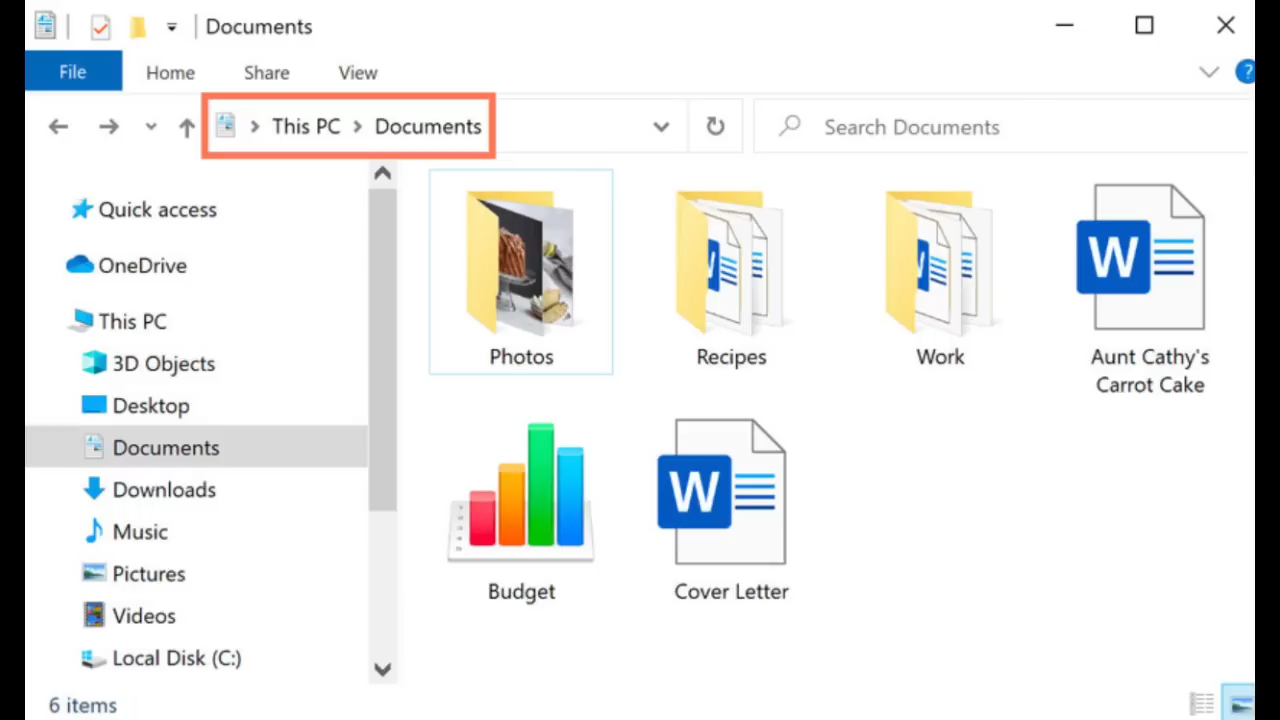 Documents
File Home Share View ?
This PC Documents Search Documents
Quick access
OneDrive
This PC
3D Objects
Desktop
Documents
Downloads
Music
Pictures
Videos
Local Disk (C:)
Photos Recipes Work Aunt Cathy's
Carrot Cake
W
W
Budget Cover Letter
6 items